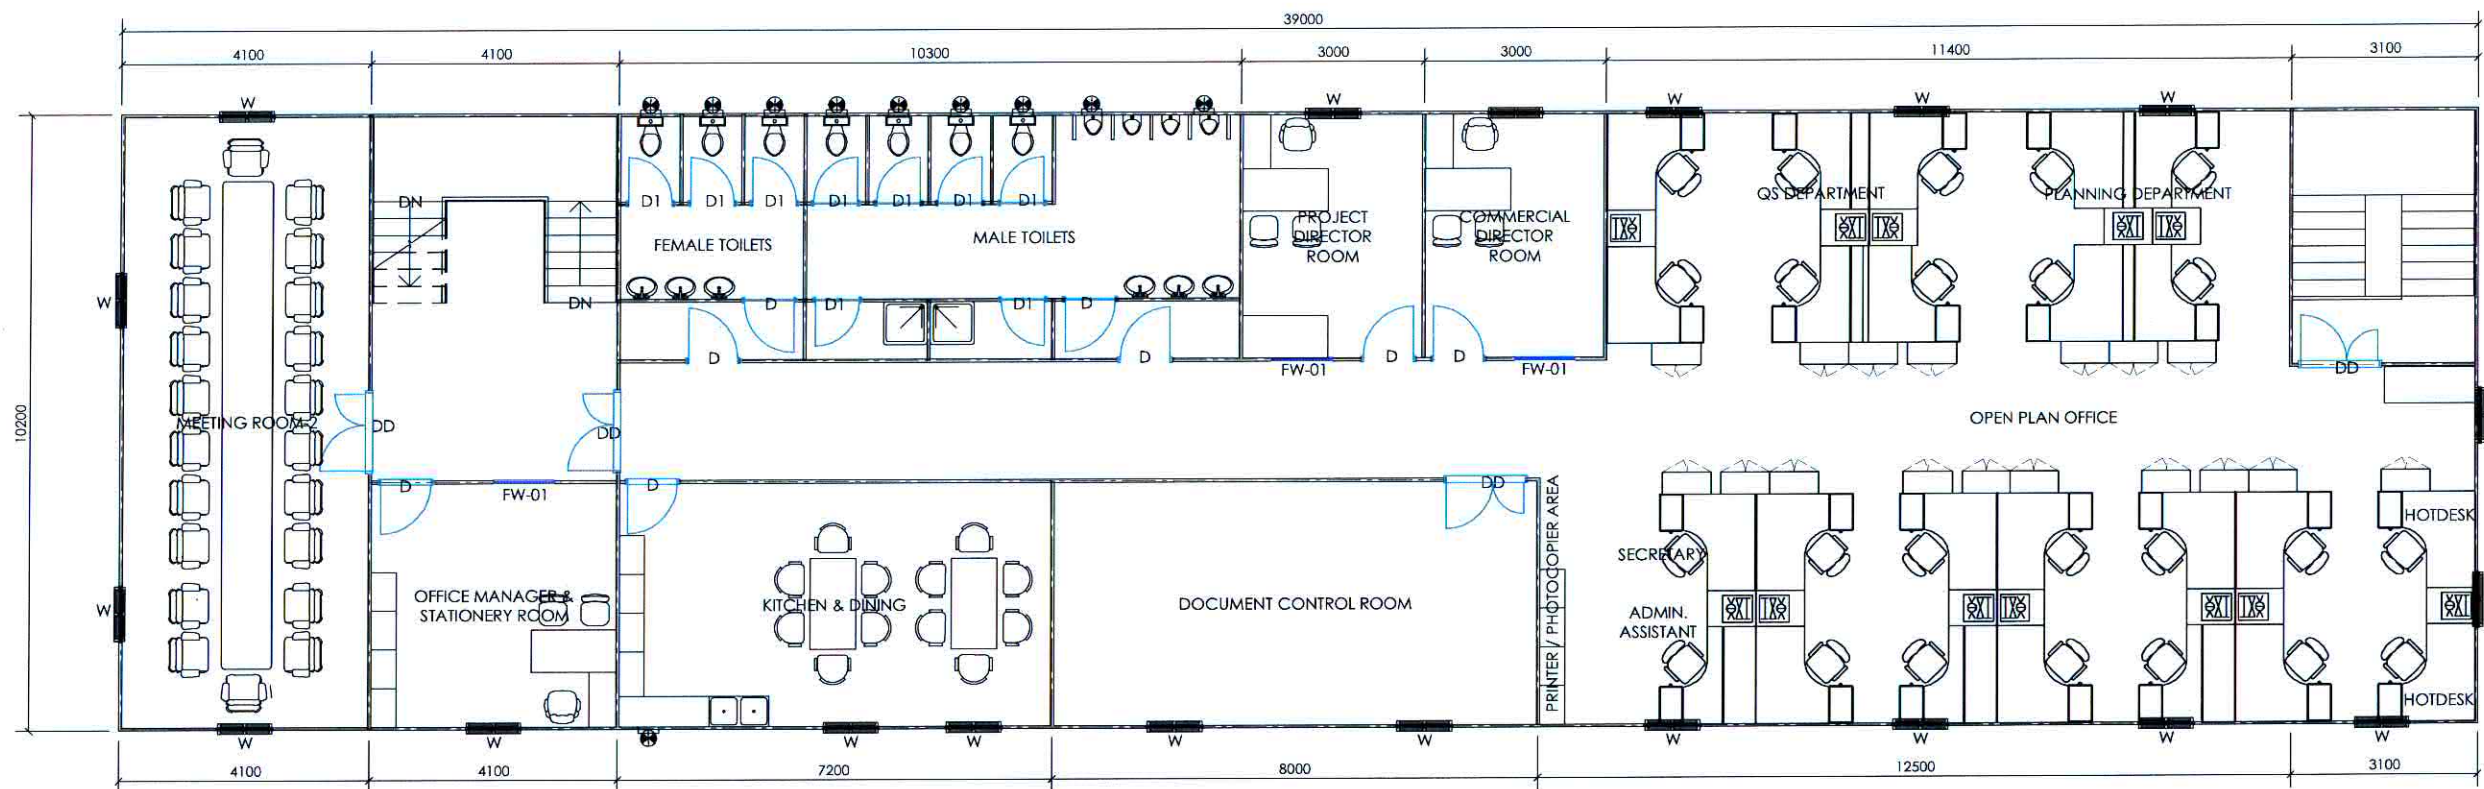 39000
4100
4100
10300
3000
3000
11400
3100
W
W
W
W
W
10200
DN
DN
D1
D1
D1
D1
D1
D1
D1
FEMALE TOILETS
MALE TOILETS
PROJECT
DIRECTOR
ROOM
COMMERCIAL
DIRECTOR
ROOM
QS DEPARTMENT
PLANNING DEPARTMENT
W
D
D1
D1
D
D
D
D
D
FW-01
FW-01
DD
MEETING ROOM-2
DD
DD
OPEN PLAN OFFICE
D
FW-01
D
DD
PRINTER / PHOTOCOPIER AREA
HOTDESK
SECRETARY
OFFICE MANAGER &
STATIONERY ROOM
KITCHEN & DINING
DOCUMENT CONTROL ROOM
ADMIN.
ASSISTANT
W
HOTDESK
W
W
W
W
W
W
W
W
W
W
4100
4100
7200
8000
12500
3100